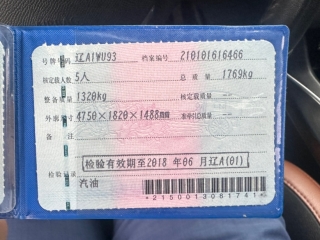 号牌号码 辽A1WU93 档案编号 210101616466
核定载人数 5人 总质量 1769kg
整备质量 1320kg 核定载质量 --
外廓尺寸 4750×1820×1488mm 准牵引总质量 --
备注 --
检验有效期至2018年06月辽A(01)
检验记录
汽油
*2150013081741*